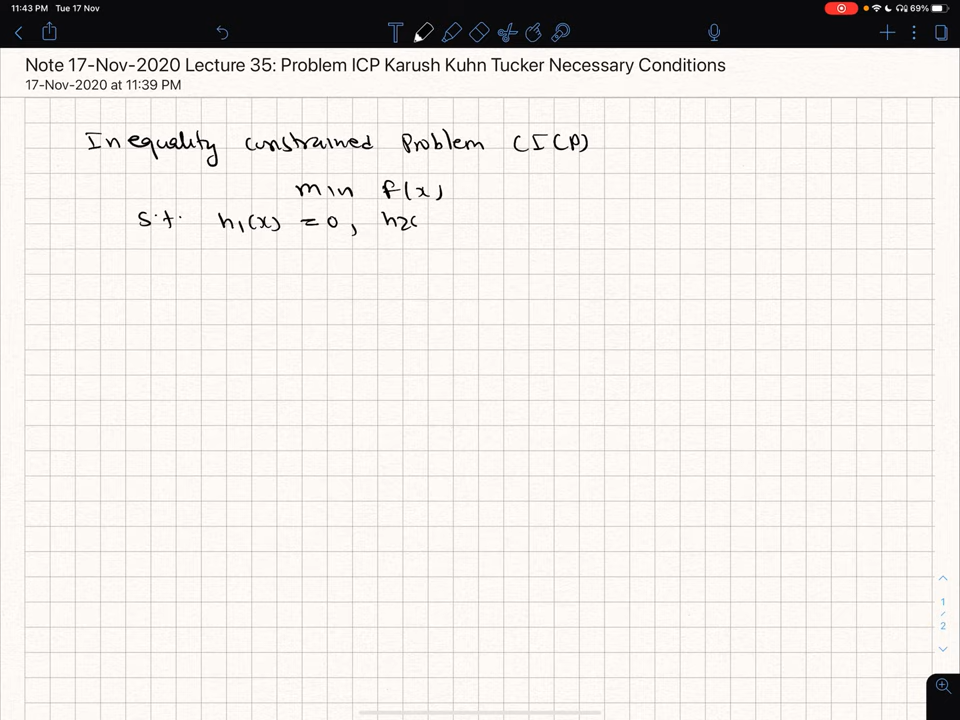 11:43 PM Tue 17 Nov
69%
Note 17-Nov-2020 Lecture 35: Problem ICP Karush Kuhn Tucker Necessary Conditions
17-Nov-2020 at 11:39 PM
Inequality constrained Problem (ICP)
min f(x)
s.t. h₁(x) = 0, h₂(
1
/
2